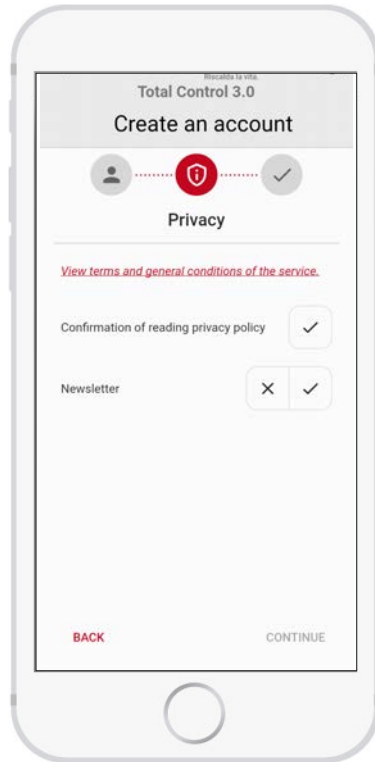 Riscalda la vita.
Total Control 3.0
Create an account
Privacy
View terms and general conditions of the service.
Confirmation of reading privacy policy
Newsletter
BACK CONTINUE